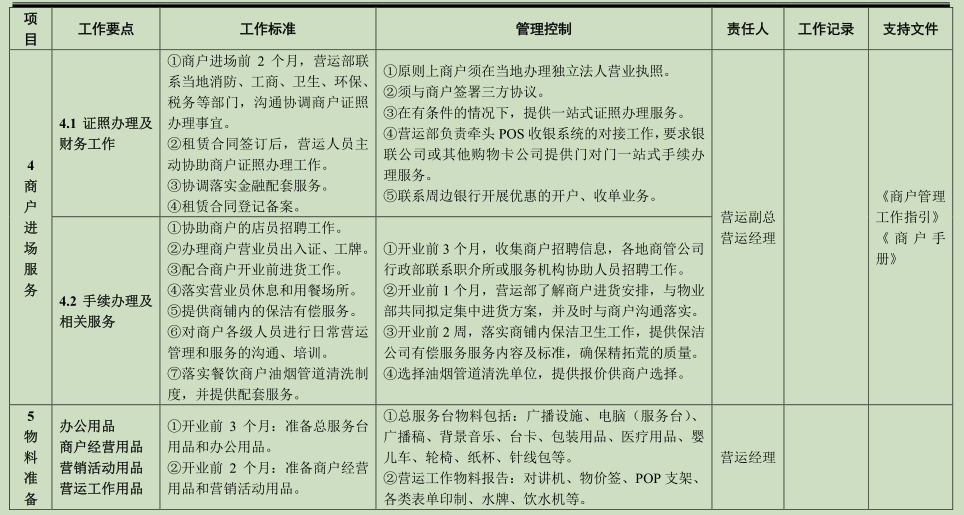 项目 工作要点 工作标准 管理控制 责任人 工作记录 支持文件
4 商户进场服务
4.1 证照办理及
财务工作
①商户进场前 2 个月，营运部联
系当地消防、工商、卫生、环保、
税务等部门，沟通协调商户证照
办理事宜。
②租赁合同签订后，营运人员主
动协助商户证照办理工作。
③协调落实金融配套服务。
④租赁合同登记备案。
①原则上商户须在当地办理独立法人营业执照。
②须与商户签署三方协议。
③在有条件的情况下，提供一站式证照办理服务。
④营运部负责牵头 POS 收银系统的对接工作，要求银
联公司或其他购物卡公司提供门对门一站式手续办
理服务。
⑤联系周边银行开展优惠的开户、收单业务。
4.2 手续办理及
相关服务
①协助商户的店员招聘工作。
②办理商户营业员出入证、工牌。
③配合商户开业前进货工作。
④落实营业员休息和用餐场所。
⑤提供商铺内的保洁有偿服务。
⑥对商户各级人员进行日常营运
管理和服务的沟通、培训。
⑦落实餐饮商户油烟管道清洗制
度，并提供配套服务。
①开业前 3 个月，收集商户招聘信息，各地商管公司
行政部联系职介所或服务机构协助人员招聘工作。
②开业前 1 个月，营运部了解商户进货安排，与物业
部共同拟定集中进货方案，并及时与商户沟通落实。
③开业前 2 周，落实商铺内保洁卫生工作，提供保洁
公司有偿服务服务内容及标准，确保精拓荒的质量。
④选择油烟管道清洗单位，提供报价供商户选择。
营运副总
营运经理
《商户管理
工作指引》
《商户手
册》
5 物料准备
办公用品
商户经营用品
营销活动用品
营运工作用品
①开业前 3 个月：准备总服务台
用品和办公用品。
②开业前 2 个月：准备商户经营
用品和营销活动用品。
①总服务台物料包括：广播设施、电脑（服务台）、
广播稿、背景音乐、台卡、包装用品、医疗用品、婴
儿车、轮椅、纸杯、针线包等。
②营运工作物料报告：对讲机、物价签、POP 支架、
各类表单印制、水牌、饮水机等。
营运经理